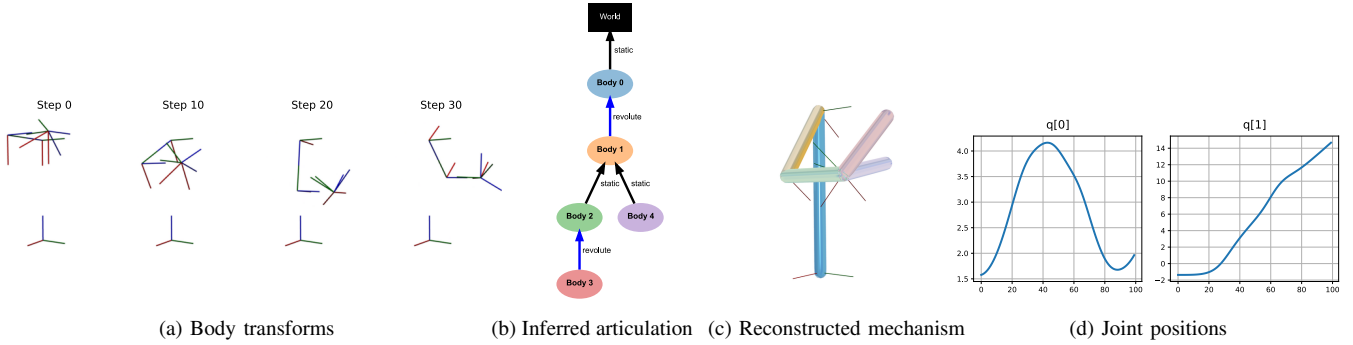 Step 0
Step 10
Step 20
Step 30
World
static
Body 0
revolute
Body 1
static
static
Body 2
Body 4
revolute
Body 3
q[0]
4.0
3.5
3.0
2.5
2.0
1.5
0 20 40 60 80 100
q[1]
14
12
10
8
6
4
2
0
−2
0 20 40 60 80 100
(a) Body transforms
(b) Inferred articulation
(c) Reconstructed mechanism
(d) Joint positions